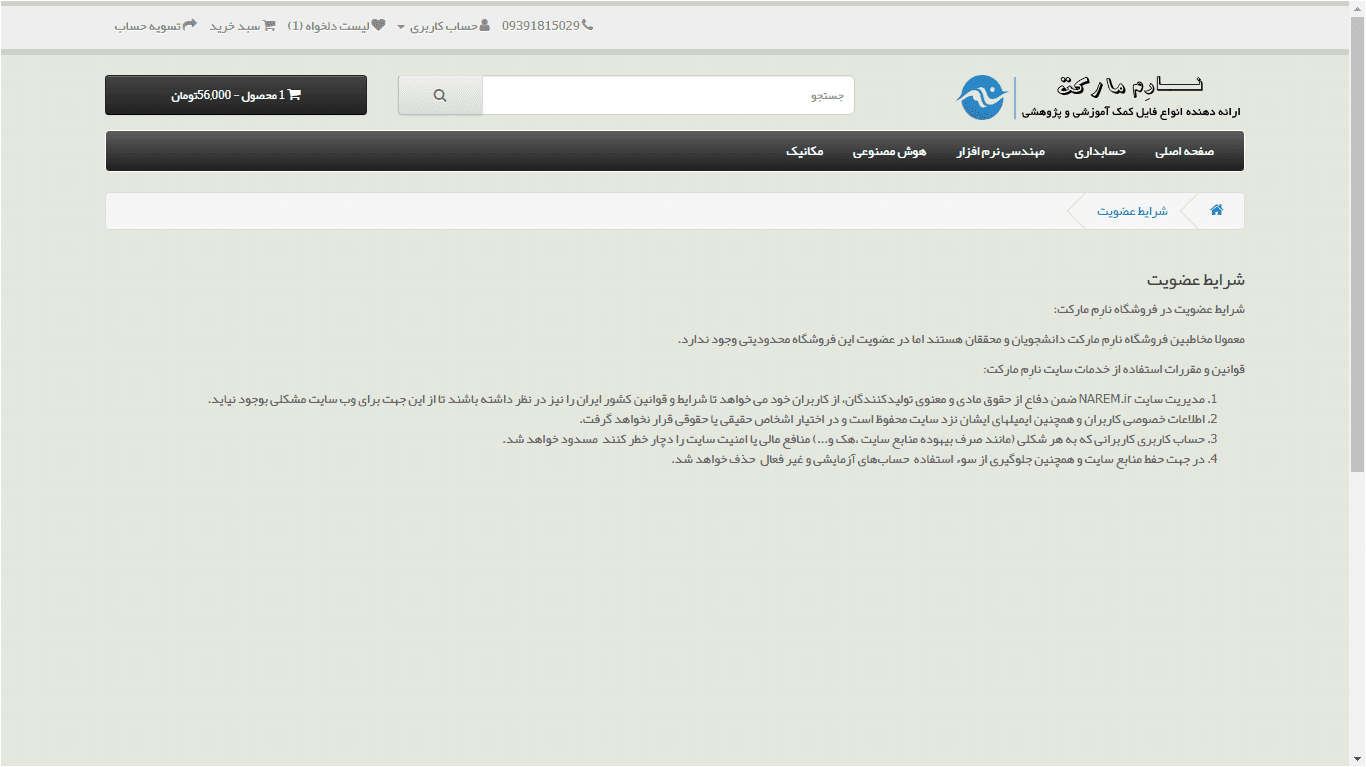 09391815029 حساب کاربری لیست دلخواه (1) سبد خرید تسویه حساب
نـــارِم مارکت
ارائه دهنده انواع فایل کمک آموزشی و پژوهشی
جستجو
1 محصول - 56,000تومان
صفحه اصلی حسابداری مهندسی نرم افزار هوش مصنوعی مکانیک
شرایط عضویت
شرایط عضویت
شرایط عضویت در فروشگاه نارِم مارکت:
معمولا مخاطبین فروشگاه نارِم مارکت دانشجویان و محققان هستند اما در عضویت این فروشگاه محدودیتی وجود ندارد.
قوانین و مقررات استفاده از خدمات سایت نارِم مارکت:
1. مدیریت سایت NAREM.ir ضمن دفاع از حقوق مادی و معنوی تولیدکنندگان، از کاربران خود می خواهد تا شرایط و قوانین کشور ایران را نیز در نظر داشته باشند تا از این جهت برای وب سایت مشکلی بوجود نیاید.
2. اطلاعات خصوصی کاربران و همچنین ایمیلهای ایشان نزد سایت محفوظ است و در اختیار اشخاص حقیقی یا حقوقی قرار نخواهد گرفت.
3. حساب کاربری کاربرانی که به هر شکلی (مانند صرف بیهوده منابع سایت ،هک و...) منافع مالی یا امنیت سایت را دچار خطر کنند مسدود خواهد شد.
4. در جهت حفظ منابع سایت و همچنین جلوگیری از سوء استفاده حساب‌های آزمایشی و غیر فعال حذف خواهد شد.